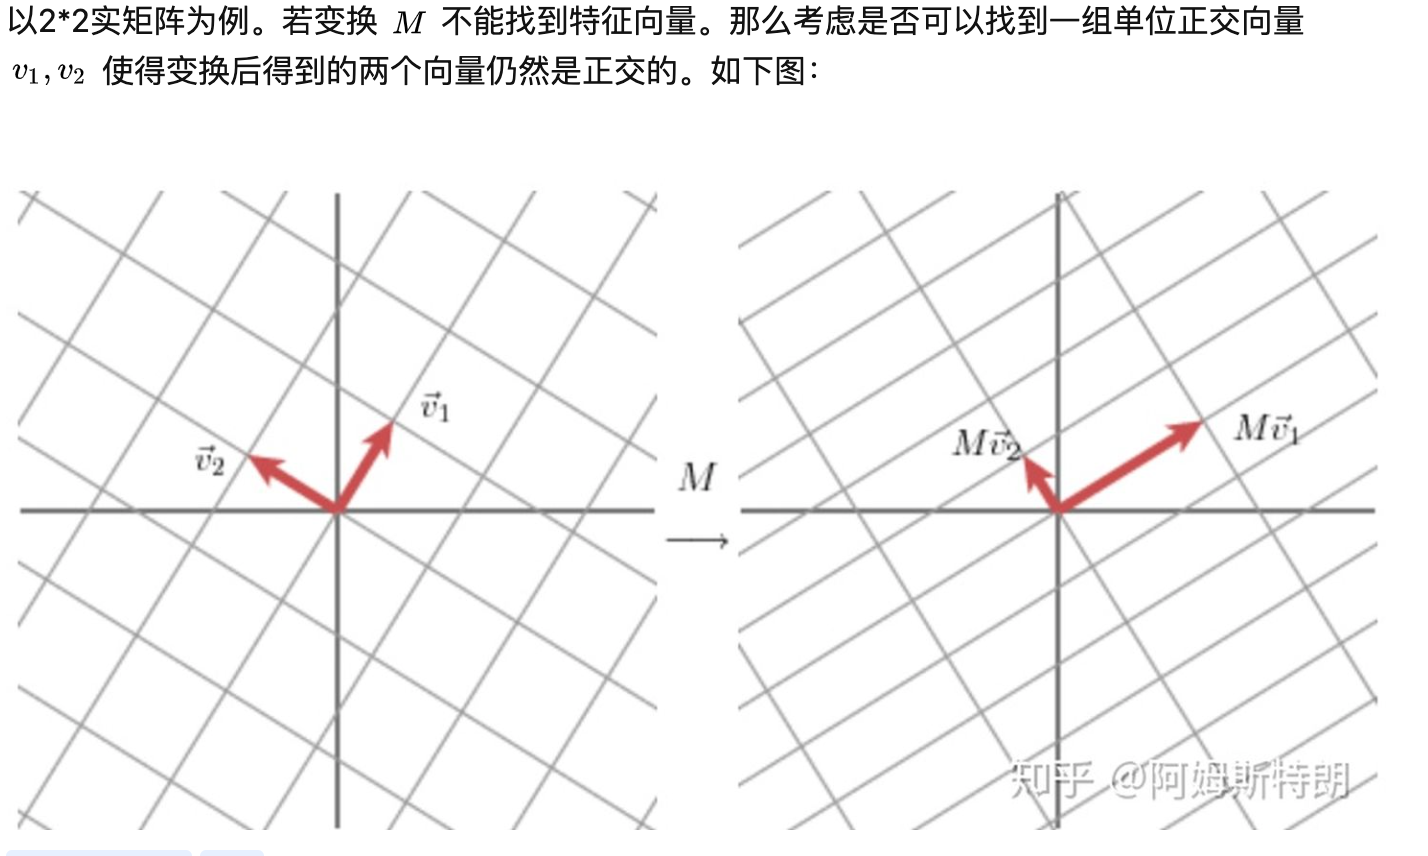 以2*2实矩阵为例。若变换 M 不能找到特征向量。那么考虑是否可以找到一组单位正交向量
v₁, v₂ 使得变换后得到的两个向量仍然是正交的。如下图：
v⃗₁
v⃗₂
M
Mv⃗₂
Mv⃗₁
知乎 @阿姆斯特朗